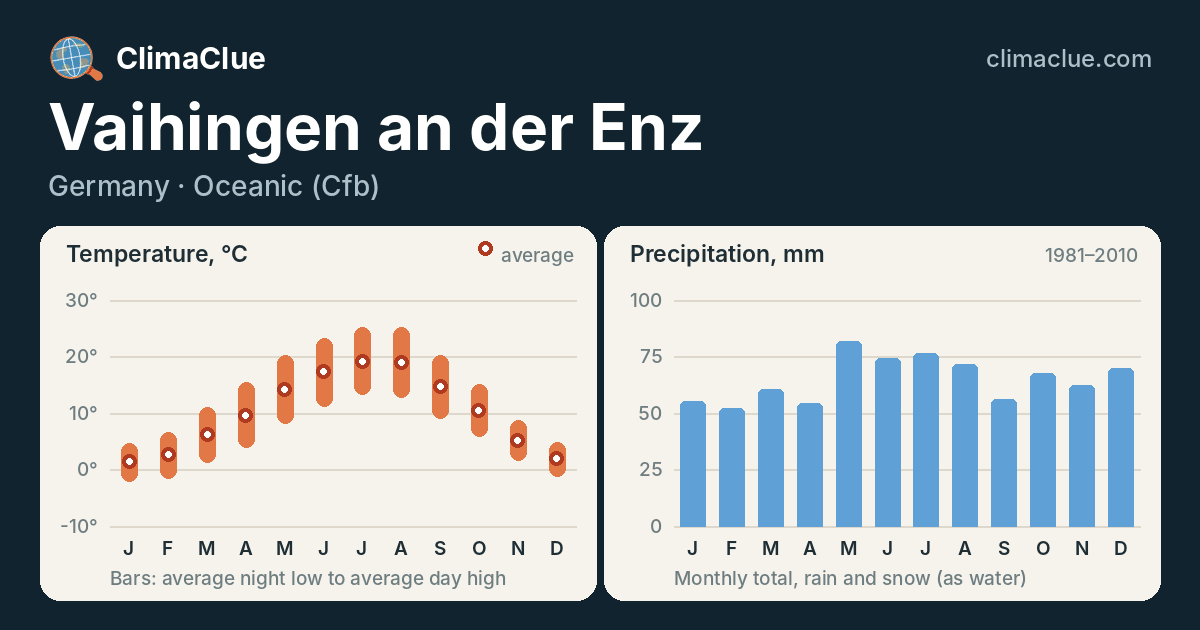 ClimaClue
climaclue.com
Vaihingen an der Enz
Germany · Oceanic (Cfb)
Temperature, °C
average
30°
20°
10°
0°
-10°
J F M A M J J A S O N D
Bars: average night low to average day high
Precipitation, mm
1981–2010
100
75
50
25
0
J F M A M J J A S O N D
Monthly total, rain and snow (as water)